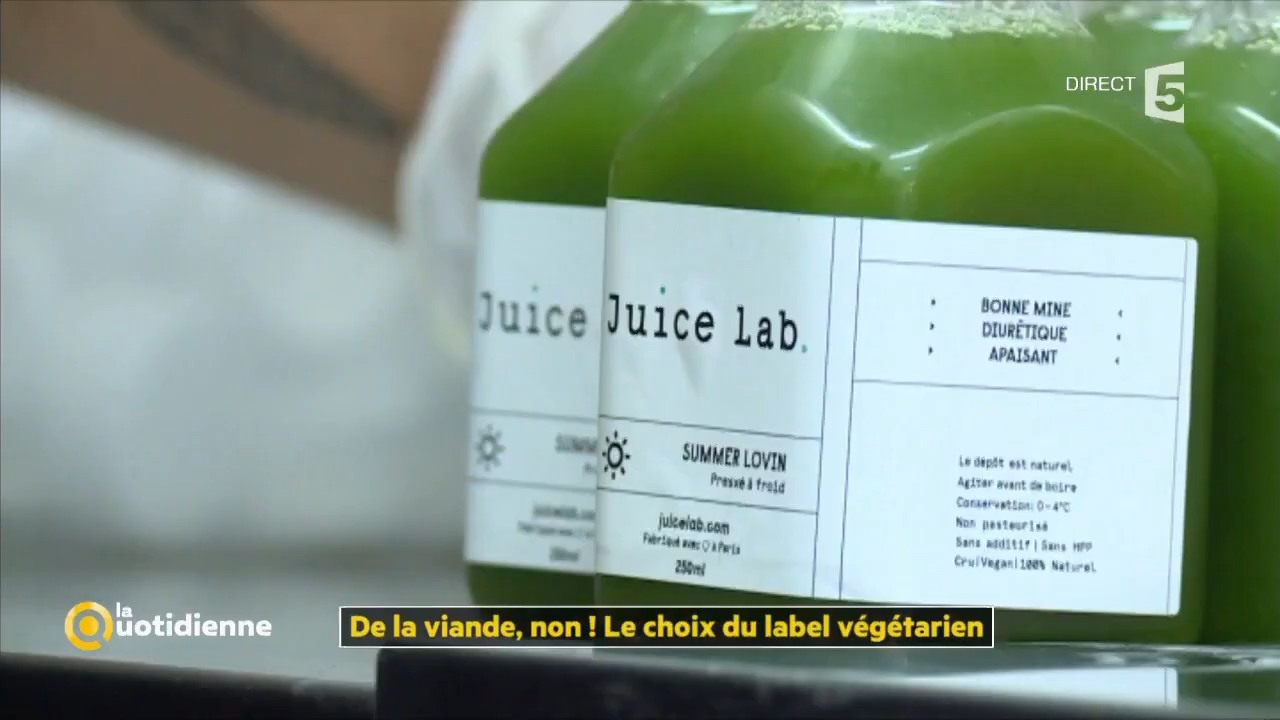 DIRECT 5
Juice
Juice lab.
SUMMER LOVIN
Pressé à froid
juicelab.com
Fabriqué avec ♡ à Paris
250ml
BONNE MINE
DIURÉTIQUE
APAISANT
Le dépôt est naturel
Agiter avant de boire
Conservation: 0-4°C
Non pasteurisé
Sans additif | Sans HPP
Cru|Vegan|100% Naturel
la
Quotidienne
De la viande, non ! Le choix du label végétarien